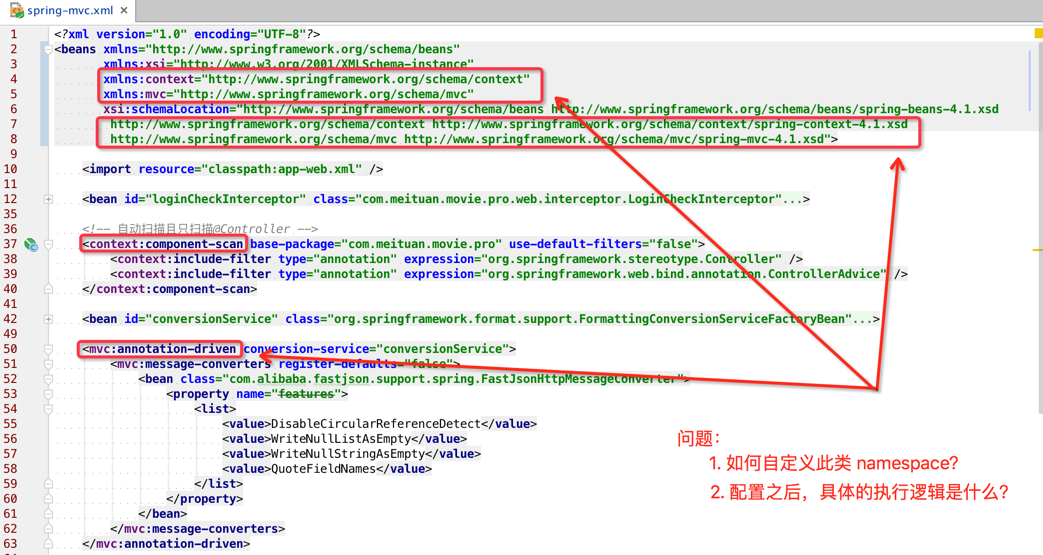 spring-mvc.xml ×
1 <?xml version="1.0" encoding="UTF-8"?>
2 <beans xmlns="http://www.springframework.org/schema/beans"
3 xmlns:xsi="http://www.w3.org/2001/XMLSchema-instance"
4 xmlns:context="http://www.springframework.org/schema/context"
5 xmlns:mvc="http://www.springframework.org/schema/mvc"
6 xsi:schemaLocation="http://www.springframework.org/schema/beans http://www.springframework.org/schema/beans/spring-beans-4.1.xsd
7 http://www.springframework.org/schema/context http://www.springframework.org/schema/context/spring-context-4.1.xsd
8 http://www.springframework.org/schema/mvc http://www.springframework.org/schema/mvc/spring-mvc-4.1.xsd">
9
10 <import resource="classpath:app-web.xml" />
11
12 <bean id="loginCheckInterceptor" class="com.meituan.movie.pro.web.interceptor.LoginCheckInterceptor"...>
35
36 <!-- 自动扫描且只扫描@Controller -->
37 <context:component-scan base-package="com.meituan.movie.pro" use-default-filters="false">
38 <context:include-filter type="annotation" expression="org.springframework.stereotype.Controller" />
39 <context:include-filter type="annotation" expression="org.springframework.web.bind.annotation.ControllerAdvice" />
40 </context:component-scan>
41
42 <bean id="conversionService" class="org.springframework.format.support.FormattingConversionServiceFactoryBean"...>
49
50 <mvc:annotation-driven conversion-service="conversionService">
51 <mvc:message-converters register-defaults="false">
52 <bean class="com.alibaba.fastjson.support.spring.FastJsonHttpMessageConverter">
53 <property name="features">
54 <list>
55 <value>DisableCircularReferenceDetect</value>
56 <value>WriteNullListAsEmpty</value>
57 <value>WriteNullStringAsEmpty</value>
58 <value>QuoteFieldNames</value>
59 </list>
60 </property>
61 </bean>
62 </mvc:message-converters>
63 </mvc:annotation-driven>
问题：
1. 如何自定义此类 namespace?
2. 配置之后，具体的执行逻辑是什么?